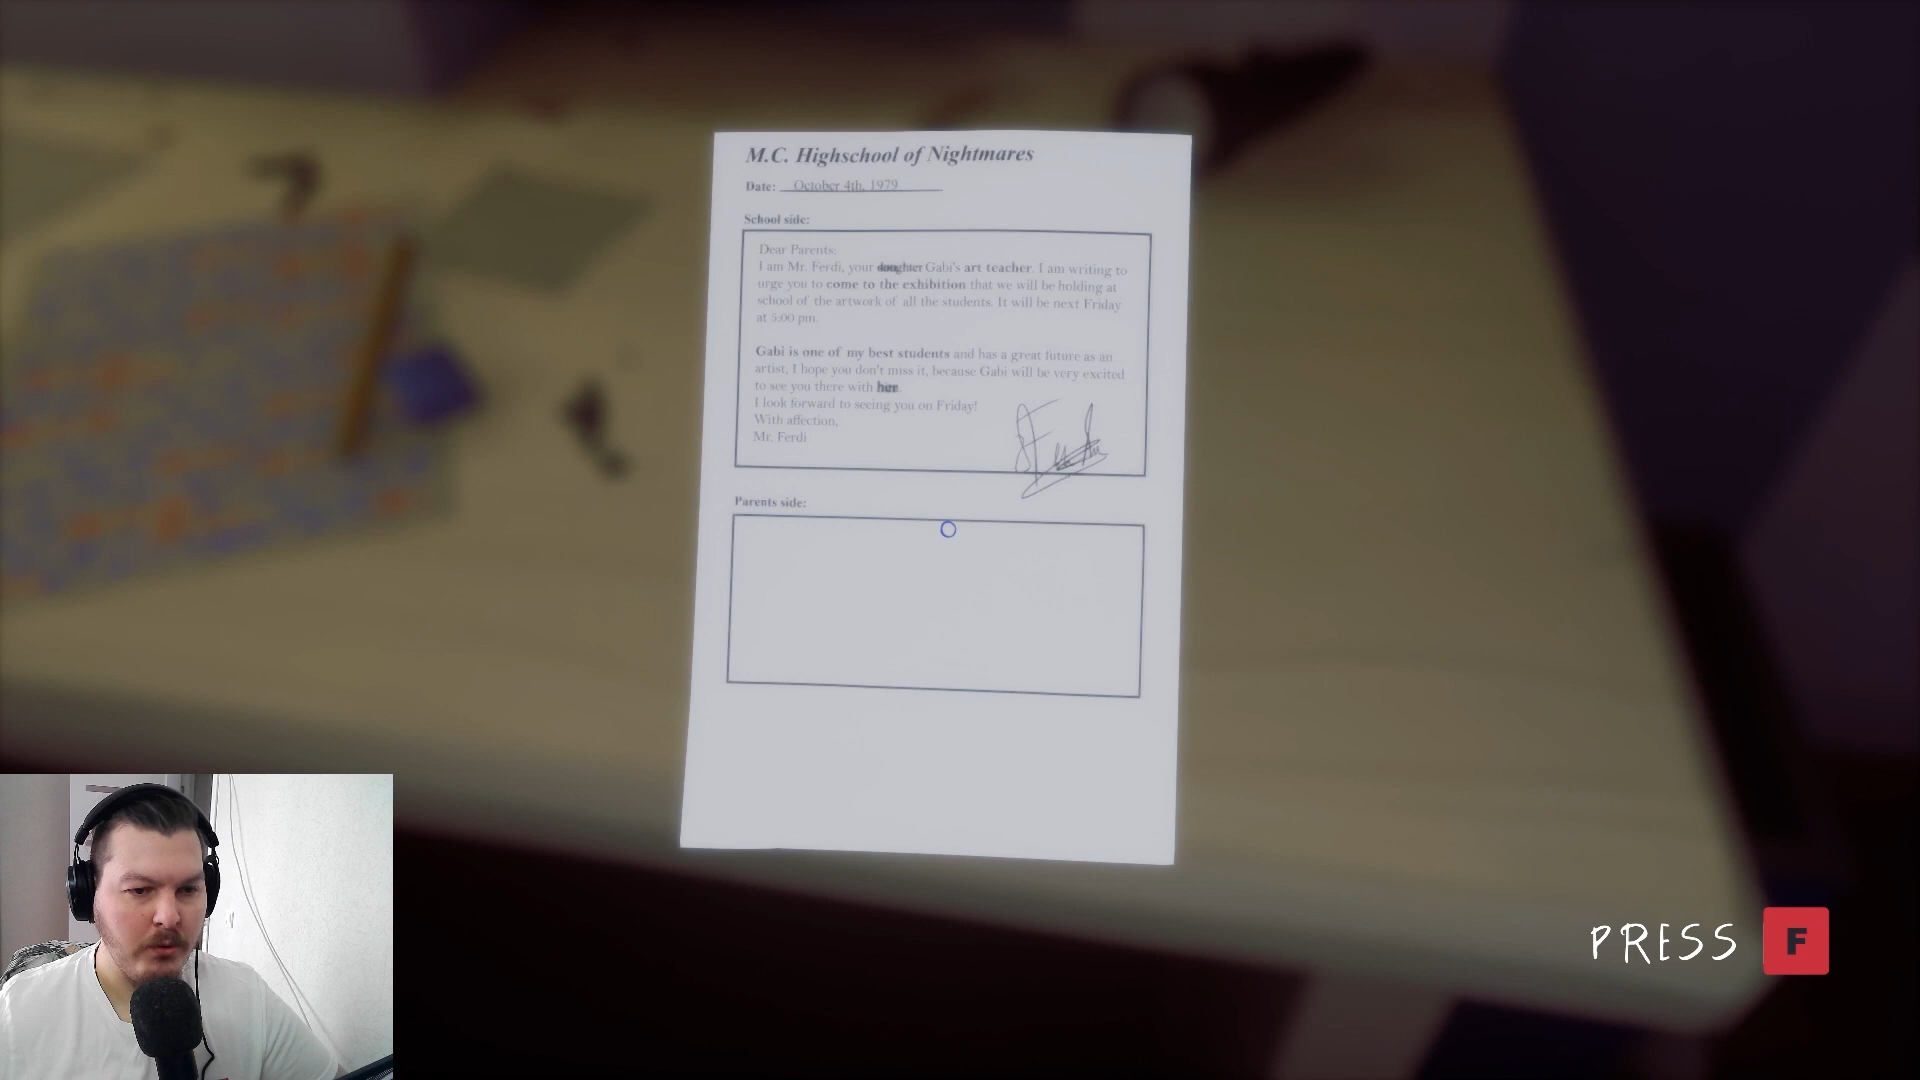 M.C. Highschool of Nightmares
Date: October 4th, 1979
School side:
Dear Parents:
I am Mr. Ferdi, your daughter Gabi's art teacher. I am writing to
urge you to come to the exhibition that we will be holding at
school of the artwork of all the students. It will be next Friday
at 5:00 pm.
Gabi is one of my best students and has a great future as an
artist, I hope you don't miss it, because Gabi will be very excited
to see you there with her.
I look forward to seeing you on Friday!
With affection,
Mr. Ferdi
Parents side:
PRESS F